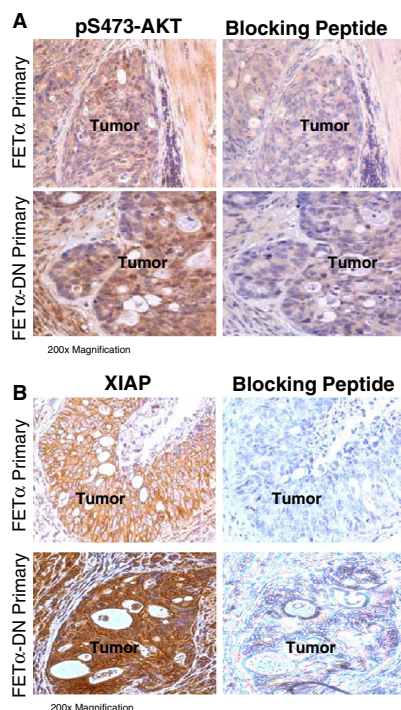 A
pS473-AKT Blocking Peptide
FETα Primary
Tumor Tumor
FETα-DN Primary
Tumor Tumor
200x Magnification
B
XIAP Blocking Peptide
FETα Primary
Tumor Tumor
FETα-DN Primary
Tumor Tumor
200x Magnification